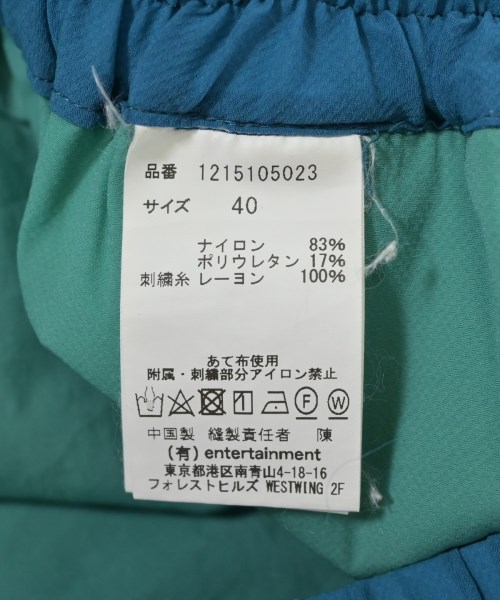 品番 1215105023
サイズ 40
ナイロン 83%
ポリウレタン 17%
刺繍糸 レーヨン 100%
あて布使用
附属・刺繍部分アイロン禁止
F W
中国製 縫製責任者 陳
(有) entertainment
東京都港区南青山4-18-16
フォレストヒルズ WESTWING 2F